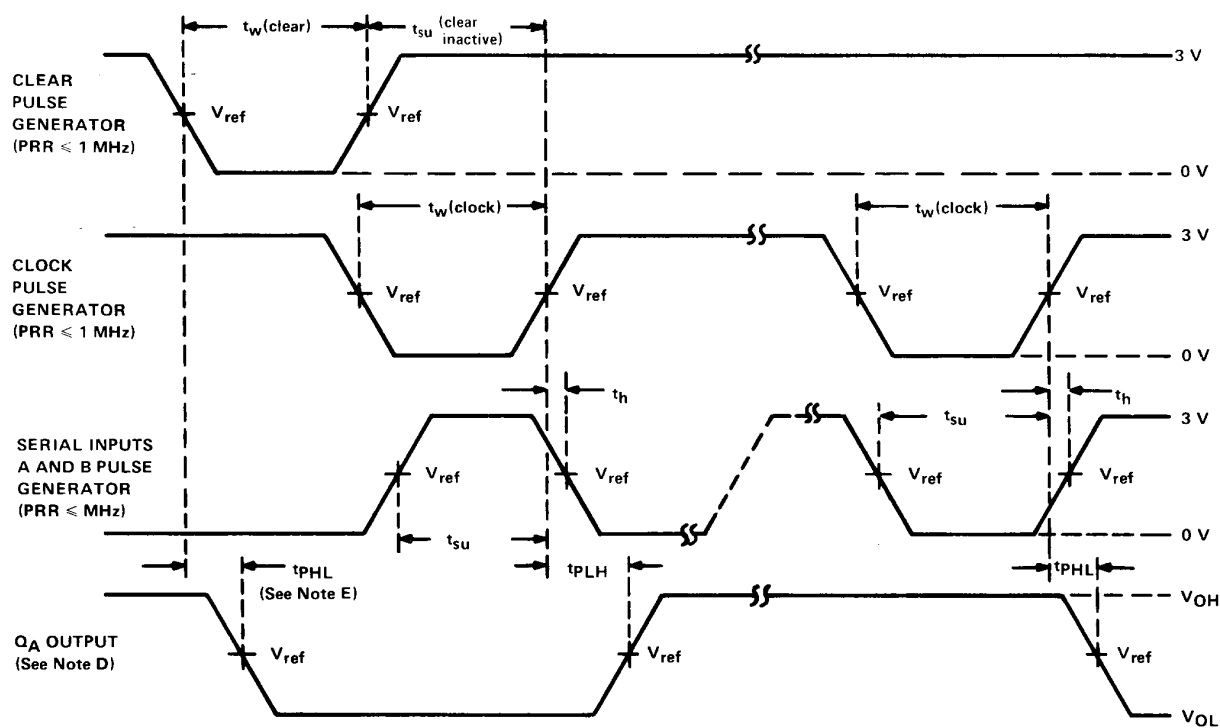 tw(clear)
tsu (clear inactive)
CLEAR
PULSE
GENERATOR
(PRR ⩽ 1 MHz)
Vref
Vref
3 V
0 V
tw(clock)
tw(clock)
CLOCK
PULSE
GENERATOR
(PRR ⩽ 1 MHz)
Vref
Vref
Vref
Vref
3 V
0 V
th
th
tsu
SERIAL INPUTS
A AND B PULSE
GENERATOR
(PRR ⩽ MHz)
Vref
Vref
Vref
Vref
3 V
0 V
tsu
tPHL
(See Note E)
tPLH
tPHL
QA OUTPUT
(See Note D)
Vref
Vref
Vref
VOH
VOL